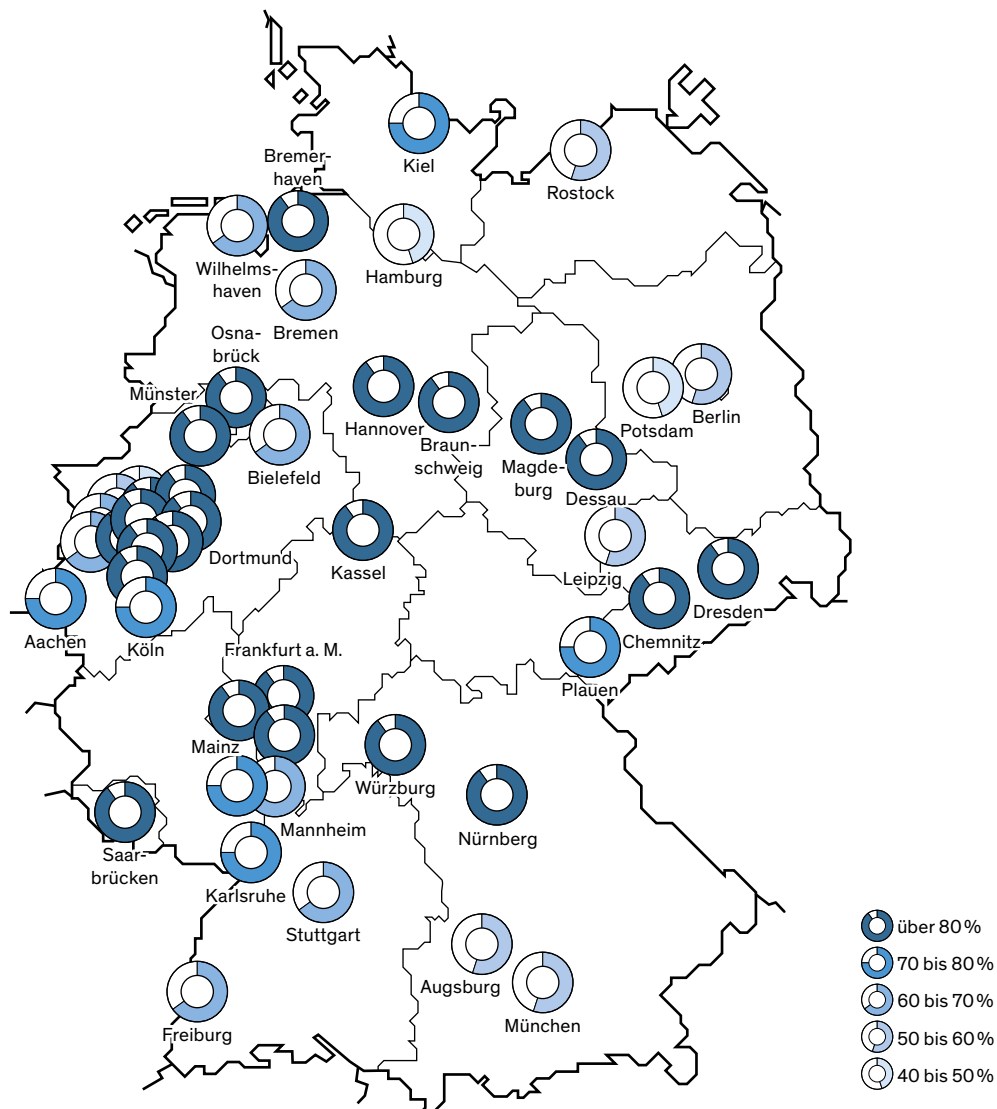 Kiel
Rostock
Bremer-
haven
Hamburg
Wilhelms-
haven
Bremen
Osna-
brück
Münster
Bielefeld
Hannover
Braun-
schweig
Potsdam
Berlin
Magde-
burg
Dessau
Dortmund
Kassel
Leipzig
Dresden
Chemnitz
Aachen
Köln
Plauen
Frankfurt a. M.
Mainz
Würzburg
Mannheim
Nürnberg
Saar-
brücken
Karlsruhe
Stuttgart
Augsburg
München
Freiburg
über 80 %
70 bis 80 %
60 bis 70 %
50 bis 60 %
40 bis 50 %